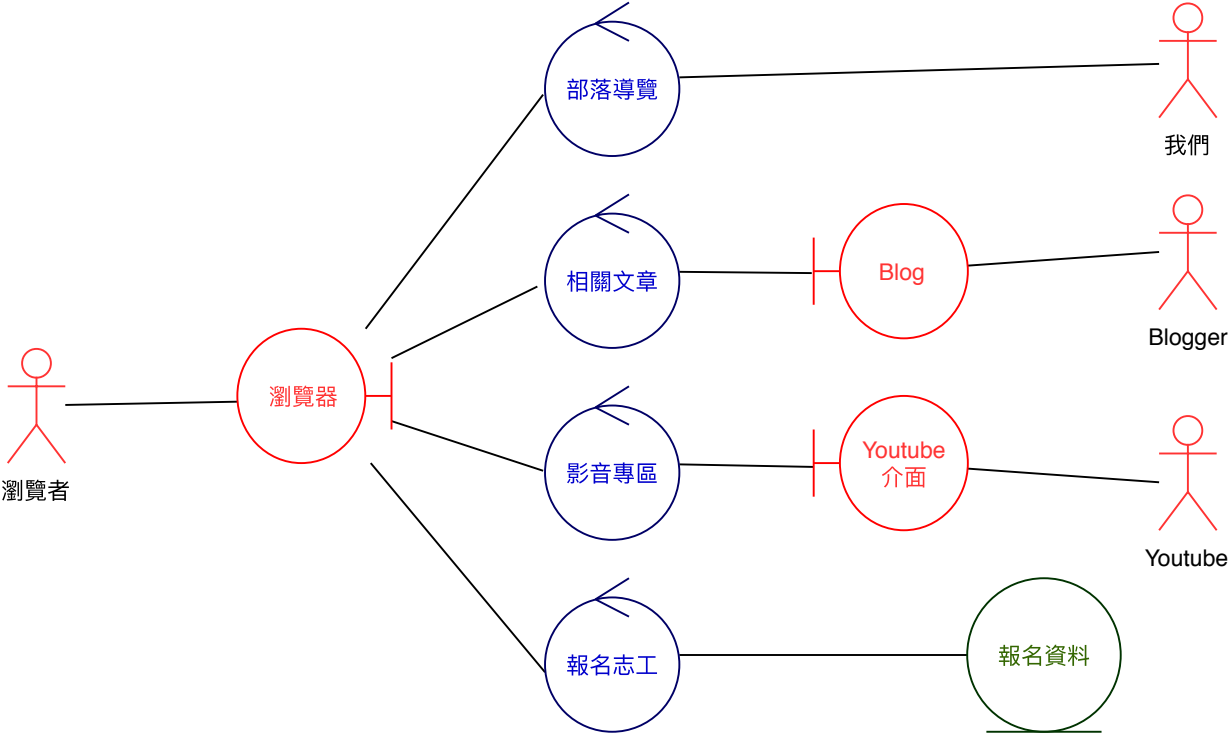 部落導覽
我們
相關文章
Blog
Blogger
瀏覽器
瀏覽者
影音專區
Youtube
介面
Youtube
報名志工
報名資料